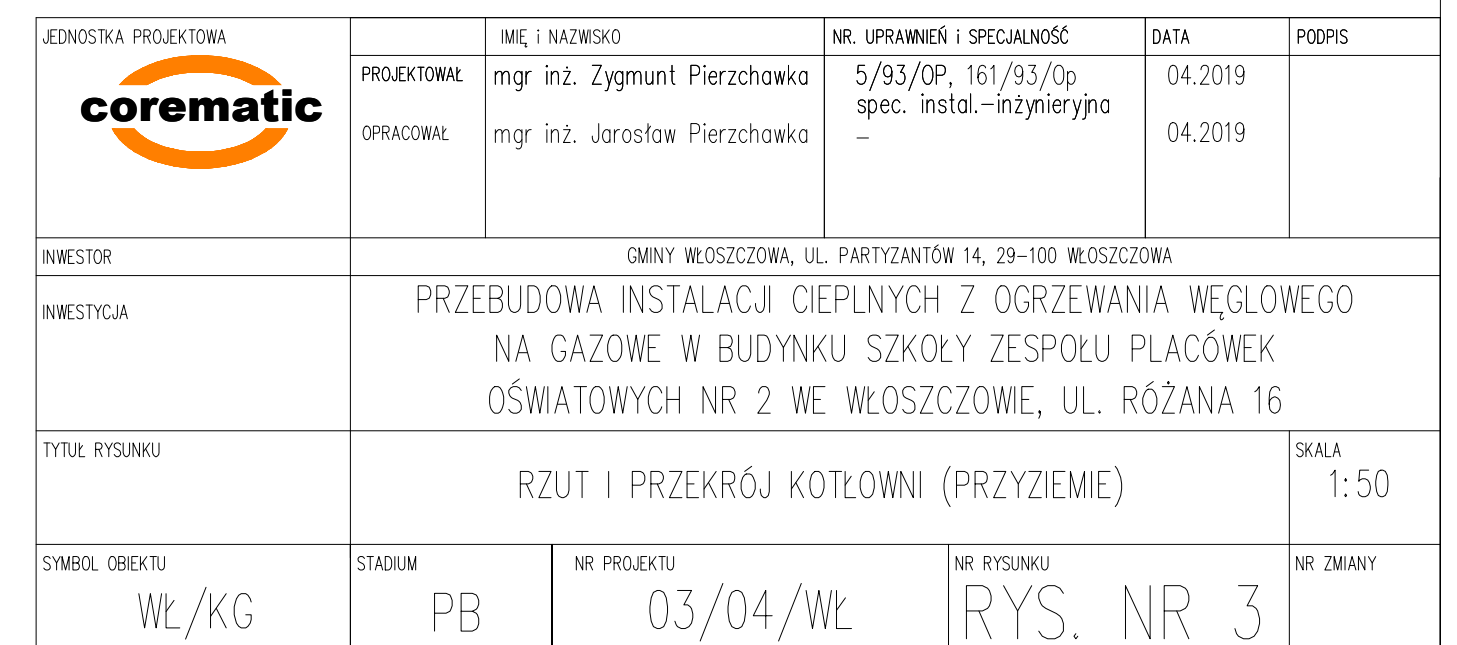 JEDNOSTKA PROJEKTOWA
corematic
IMIĘ i NAZWISKO
NR. UPRAWNIEŃ i SPECJALNOŚĆ
DATA
PODPIS
PROJEKTOWAŁ
mgr inż. Zygmunt Pierzchawka
5/93/OP, 161/93/Op
spec. instal.–inżynieryjna
04.2019
OPRACOWAŁ
mgr inż. Jarosław Pierzchawka
–
04.2019
INWESTOR
GMINY WŁOSZCZOWA, UL. PARTYZANTÓW 14, 29–100 WŁOSZCZOWA
INWESTYCJA
PRZEBUDOWA INSTALACJI CIEPLNYCH Z OGRZEWANIA WĘGLOWEGO
NA GAZOWE W BUDYNKU SZKOŁY ZESPOŁU PLACÓWEK
OŚWIATOWYCH NR 2 WE WŁOSZCZOWIE, UL. RÓŻANA 16
TYTUŁ RYSUNKU
RZUT I PRZEKRÓJ KOTŁOWNI (PRZYZIEMIE)
SKALA
1:50
SYMBOL OBIEKTU
WŁ/KG
STADIUM
PB
NR PROJEKTU
03/04/WŁ
NR RYSUNKU
RYS. NR 3
NR ZMIANY